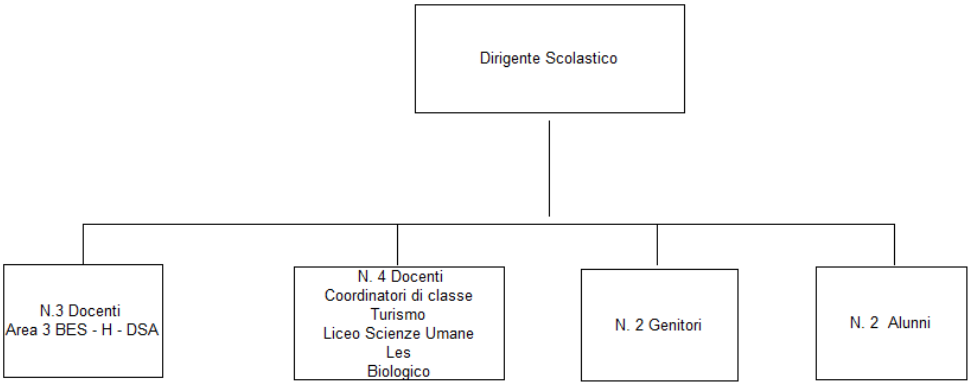 Dirigente Scolastico
N.3 Docenti
Area 3 BES - H - DSA
N. 4 Docenti
Coordinatori di classe
Turismo
Liceo Scienze Umane
Les
Biologico
N. 2 Genitori
N. 2 Alunni